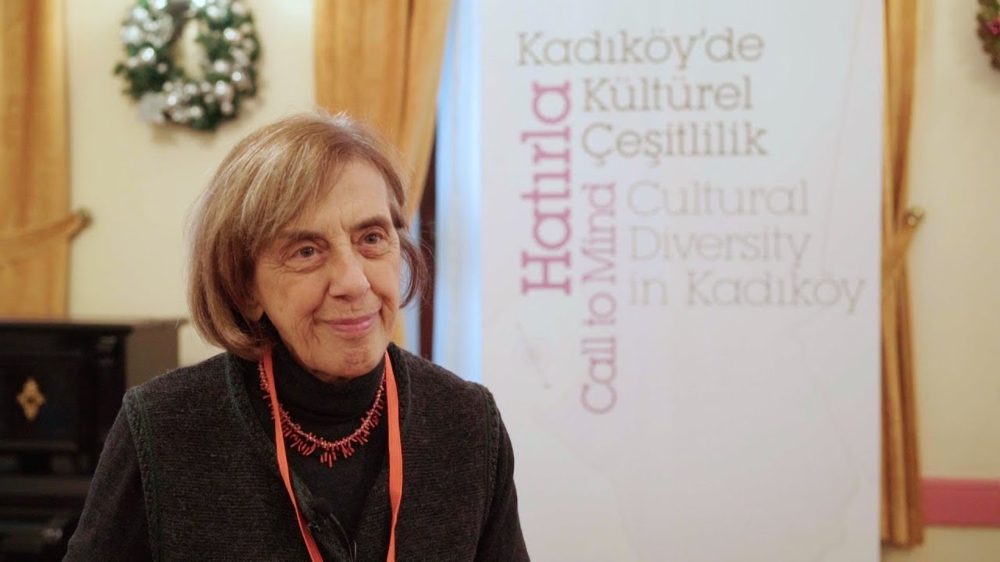 Kadıköy'de
Kültürel
Çeşitlilik
Hatırla
Cultural
Diversity
in Kadıköy
Call to Mind